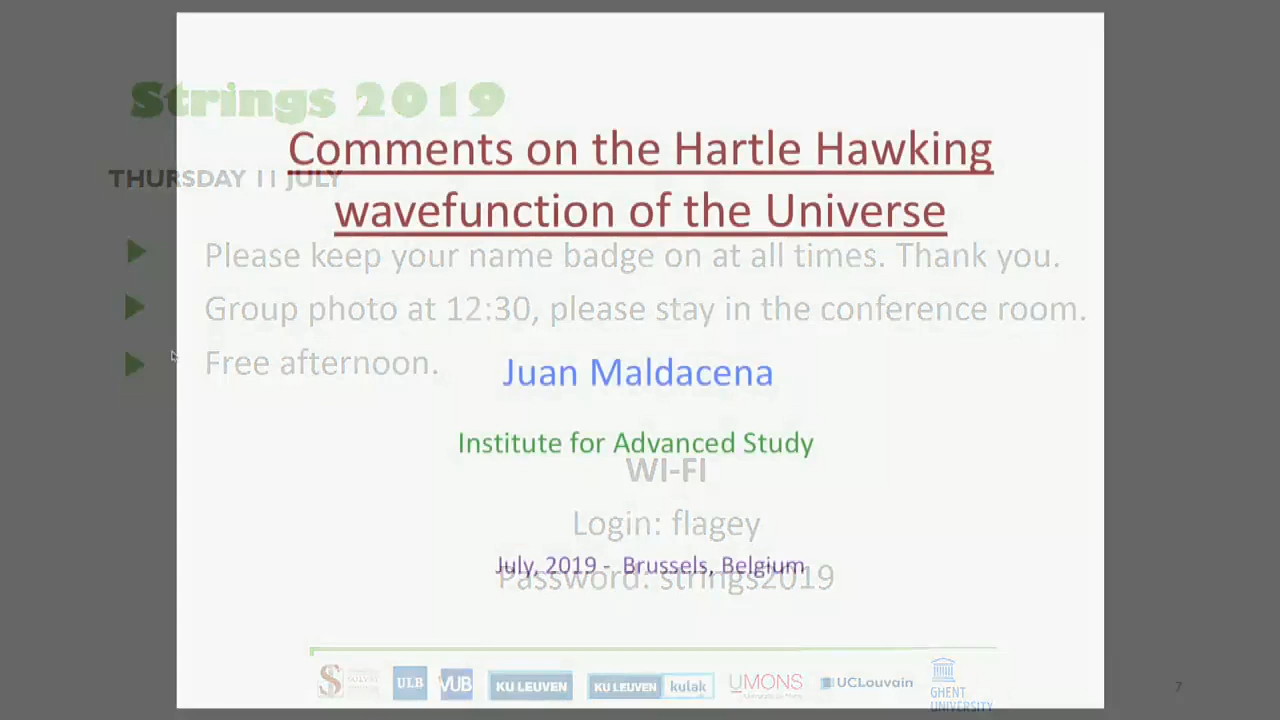 Strings 2019
Comments on the Hartle Hawking
THURSDAY 11 JULY
wavefunction of the Universe
Please keep your name badge on at all times. Thank you.
Group photo at 12:30, please stay in the conference room.
Free afternoon.
Juan Maldacena
Institute for Advanced Study
WI-FI
Login: flagey
July, 2019 - Brussels, Belgium
Password: strings2019
ULB
VUB
KU LEUVEN
KU LEUVEN kulak
UMONS
UCLouvain
GHENT
UNIVERSITY
7